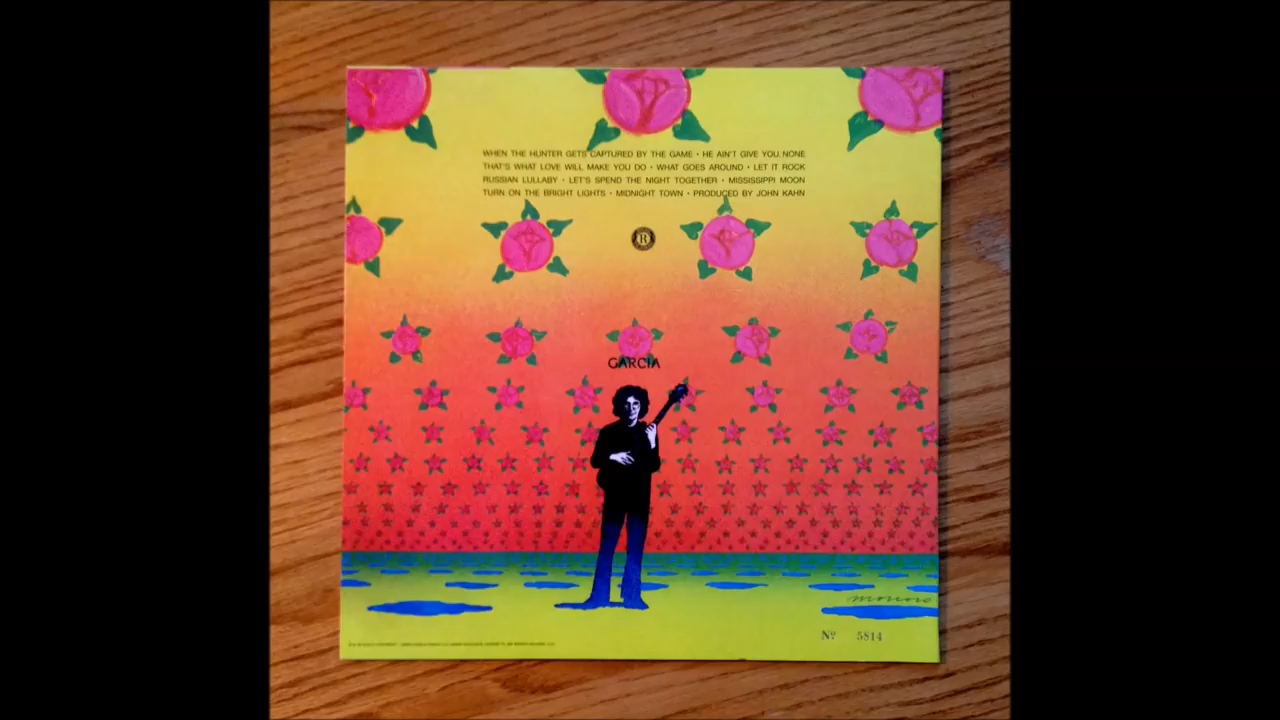 WHEN THE HUNTER GETS CAPTURED BY THE GAME • HE AIN'T GIVE YOU NONE
THAT'S WHAT LOVE WILL MAKE YOU DO • WHAT GOES AROUND • LET IT ROCK
RUSSIAN LULLABY • LET'S SPEND THE NIGHT TOGETHER • MISSISSIPPI MOON
TURN ON THE BRIGHT LIGHTS • MIDNIGHT TOWN • PRODUCED BY JOHN KAHN
R
GARCIA
Nº 5814